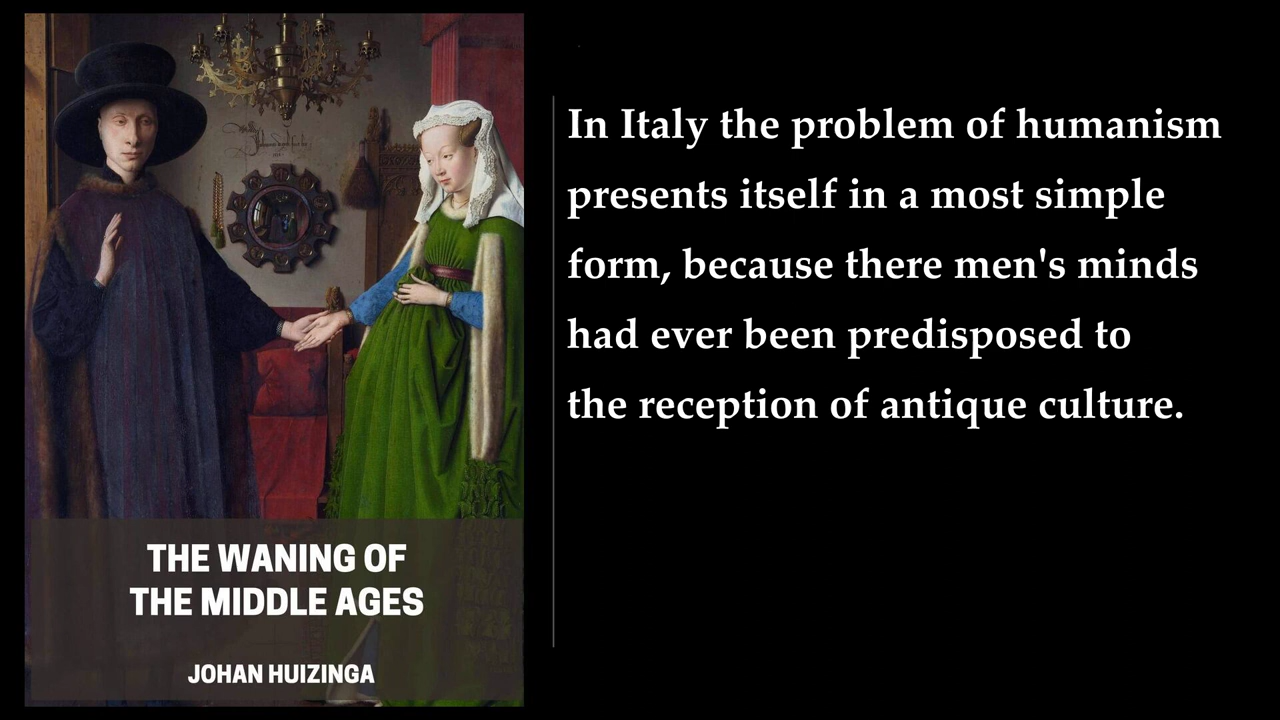 THE WANING OF
THE MIDDLE AGES
JOHAN HUIZINGA
In Italy the problem of humanism
presents itself in a most simple
form, because there men's minds
had ever been predisposed to
the reception of antique culture.